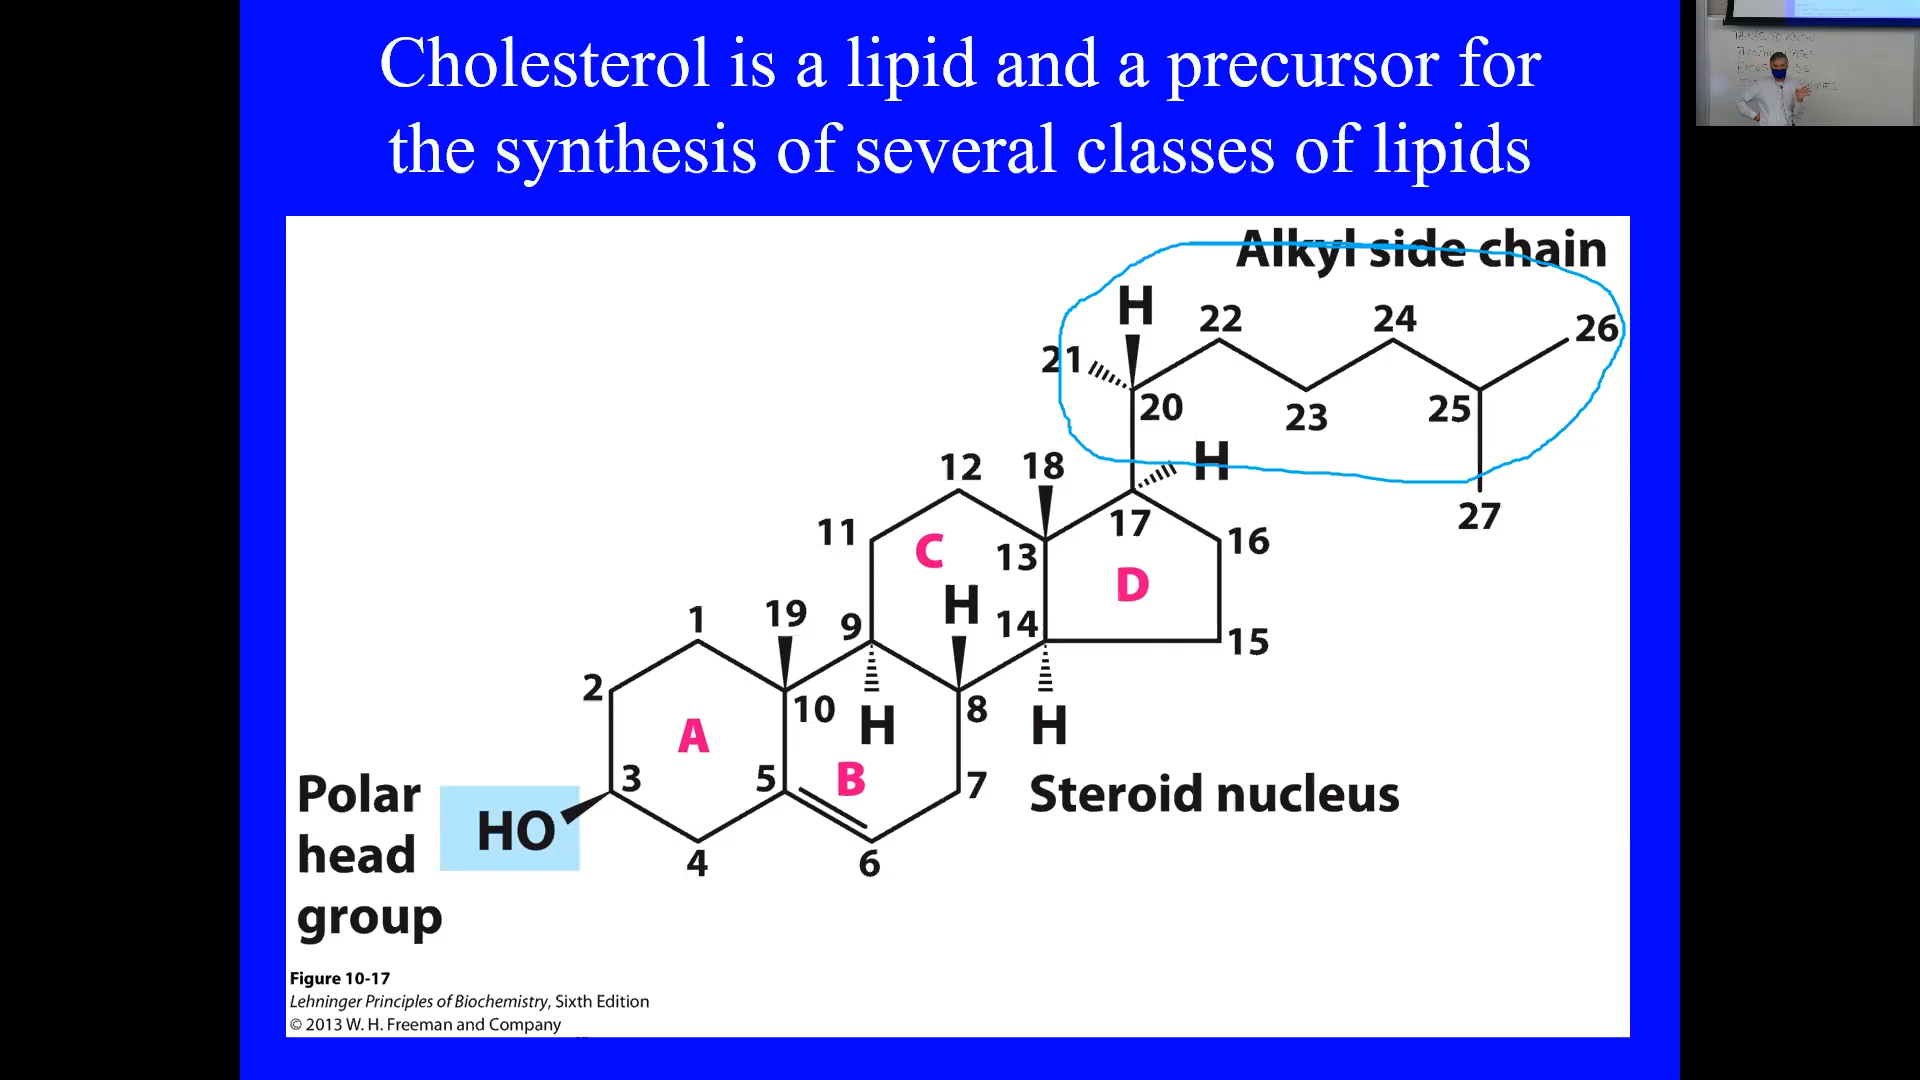 Cholesterol is a lipid and a precursor for
the synthesis of several classes of lipids
Alkyl side chain
H
22
24
26
21
20
23
25
H
27
12
18
17
16
11
C
13
D
H
14
15
1
19
9
2
10
8
A
H
H
3
5
B
7
Polar
head
group
HO
Steroid nucleus
4
6
Figure 10-17
Lehninger Principles of Biochemistry, Sixth Edition
© 2013 W. H. Freeman and Company